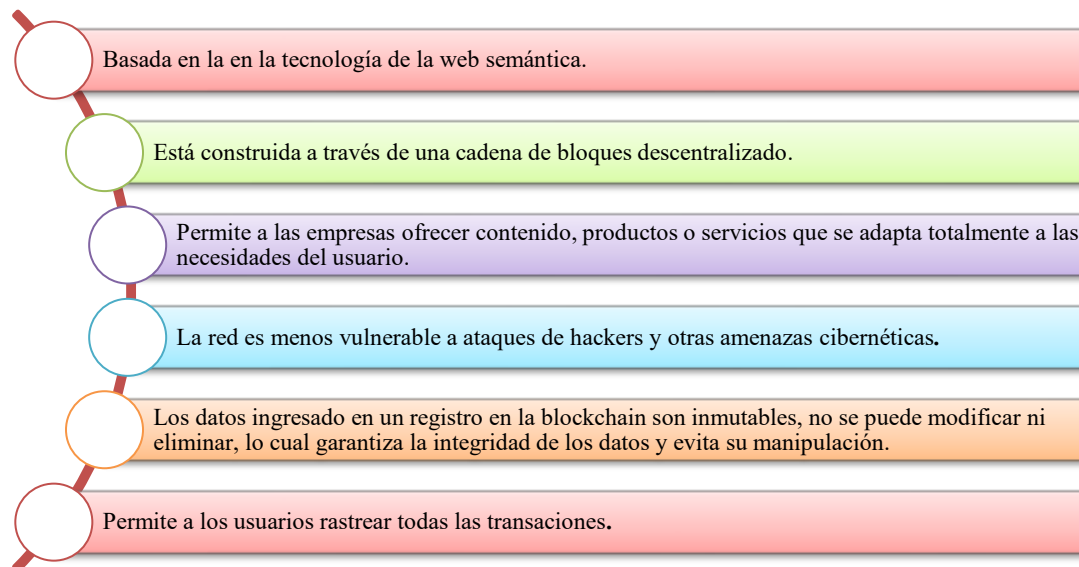 Basada en la en la tecnología de la web semántica.
Está construida a través de una cadena de bloques descentralizado.
Permite a las empresas ofrecer contenido, productos o servicios que se adapta totalmente a las
necesidades del usuario.
La red es menos vulnerable a ataques de hackers y otras amenazas cibernéticas.
Los datos ingresado en un registro en la blockchain son inmutables, no se puede modificar ni
eliminar, lo cual garantiza la integridad de los datos y evita su manipulación.
Permite a los usuarios rastrear todas las transaciones.